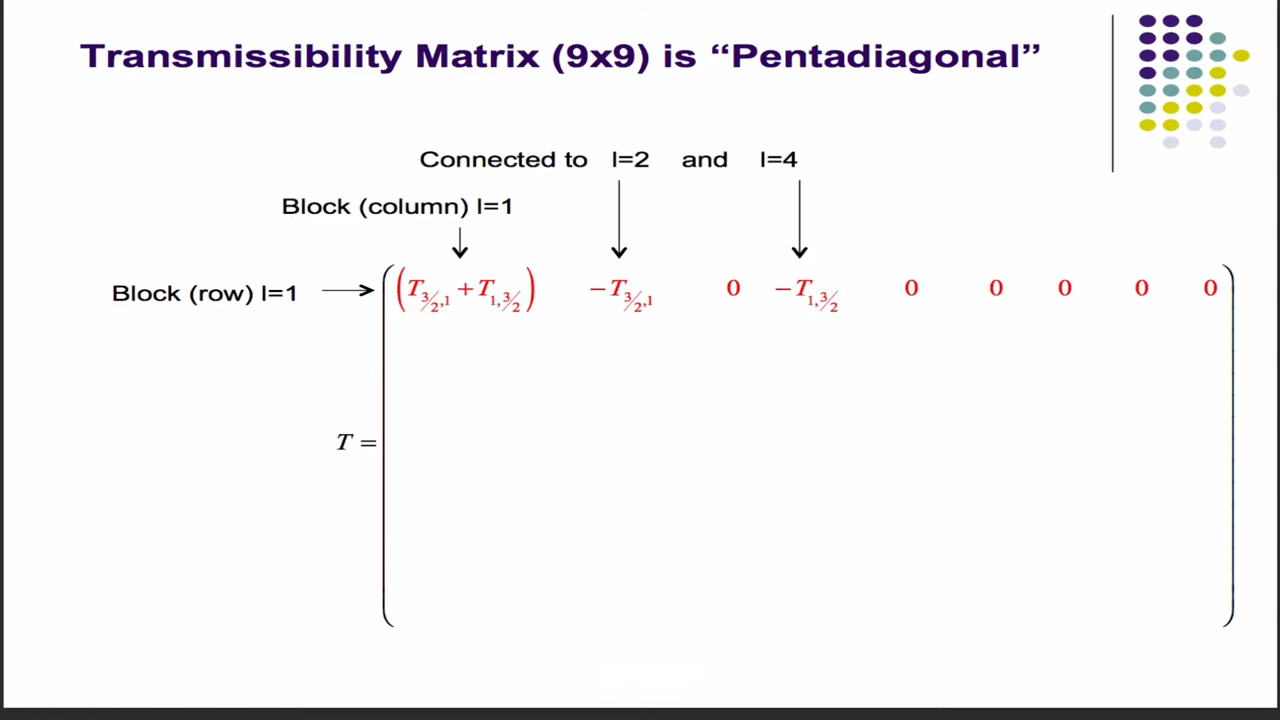 Transmissibility Matrix (9x9) is “Pentadiagonal”
Connected to l=2 and l=4
Block (column) l=1
Block (row) l=1
(T3/2,1 + T1,3/2) −T3/2,1 0 −T1,3/2 0 0 0 0 0
T =